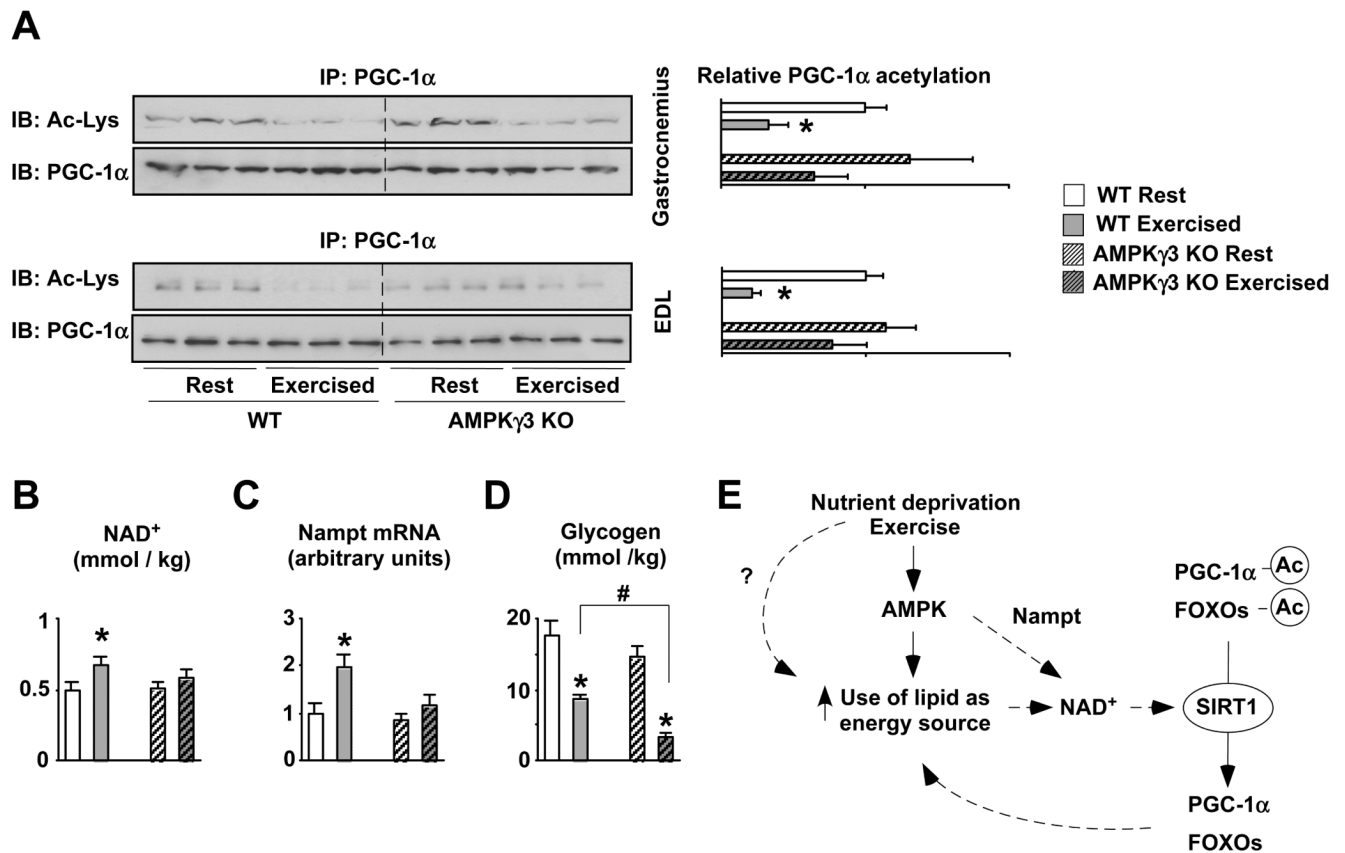 A
IP: PGC-1α
IB: Ac-Lys
IB: PGC-1α
Gastrocnemius
Relative PGC-1α acetylation
*
IP: PGC-1α
IB: Ac-Lys
IB: PGC-1α
EDL
*
Rest Exercised Rest Exercised
WT AMPKγ3 KO
WT Rest
WT Exercised
AMPKγ3 KO Rest
AMPKγ3 KO Exercised
B
NAD+
(mmol / kg)
1
0.5
0
*
C
Nampt mRNA
(arbitrary units)
3
2
1
0
*
D
Glycogen
(mmol /kg)
#
20
10
0
*
*
E
Nutrient deprivation
Exercise
?
AMPK
Nampt
Use of lipid as
energy source
NAD+
PGC-1α Ac
FOXOs Ac
SIRT1
PGC-1α
FOXOs